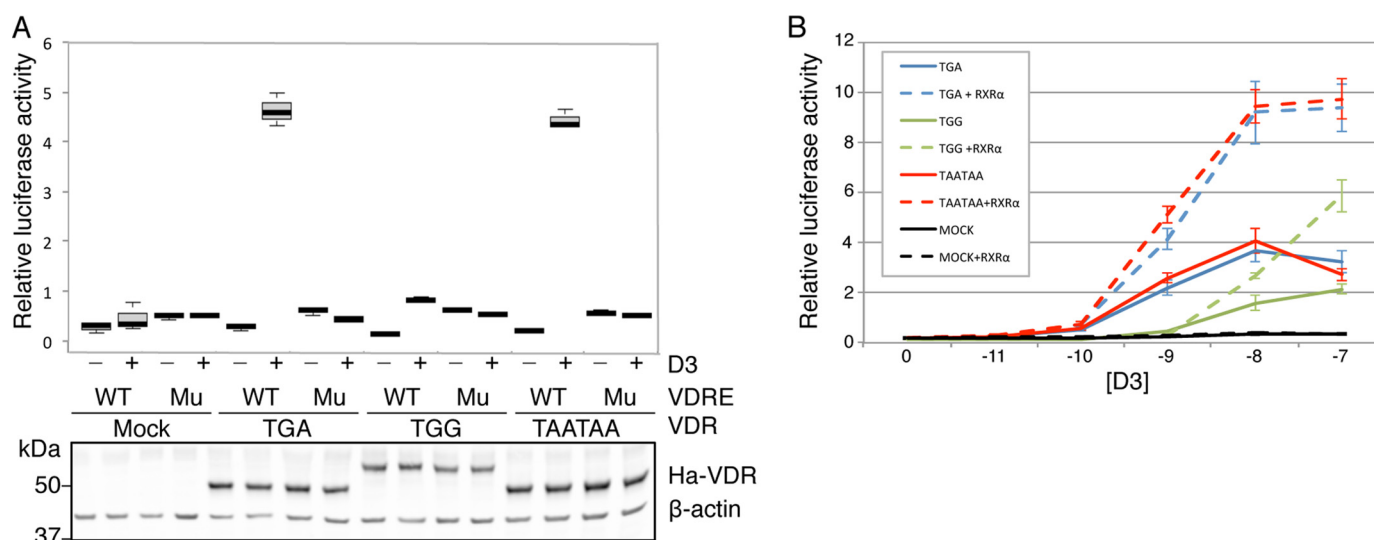 A
Relative luciferase activity
6
5
4
3
2
1
0
– + – + – + – + – + – + – + – + D3
WT Mu WT Mu WT Mu WT Mu VDRE
Mock TGA TGG TAATAA VDR
kDa
50
37
Ha-VDR
β-actin
B
Relative luciferase activity
12
10
8
6
4
2
0
TGA
TGA + RXRα
TGG
TGG +RXRα
TAATAA
TAATAA+RXRα
MOCK
MOCK+RXRα
0 -11 -10 -9 -8 -7
[D3]